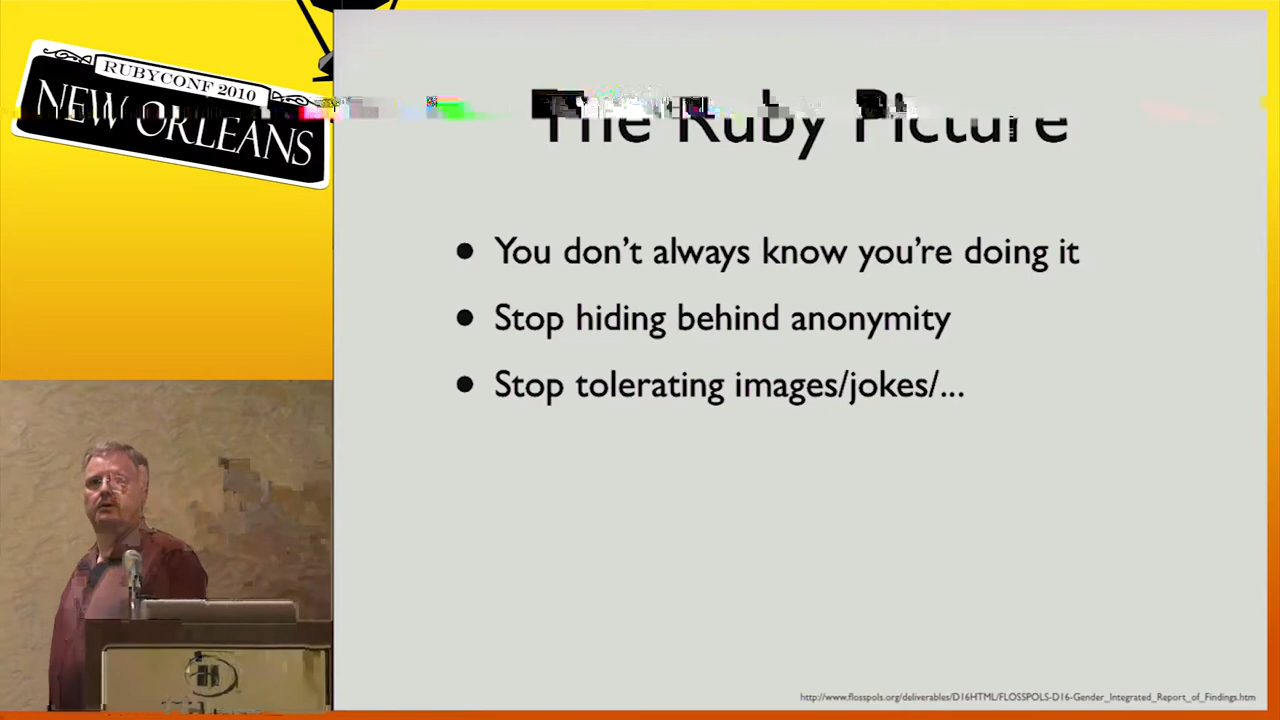 RUBYCONF 2010
NEW ORLEANS
The Ruby Picture
• You don't always know you're doing it
• Stop hiding behind anonymity
• Stop tolerating images/jokes/...
http://www.flosspols.org/deliverables/D16HTML/FLOSSPOLS-D16-Gender_Integrated_Report_of_Findings.htm